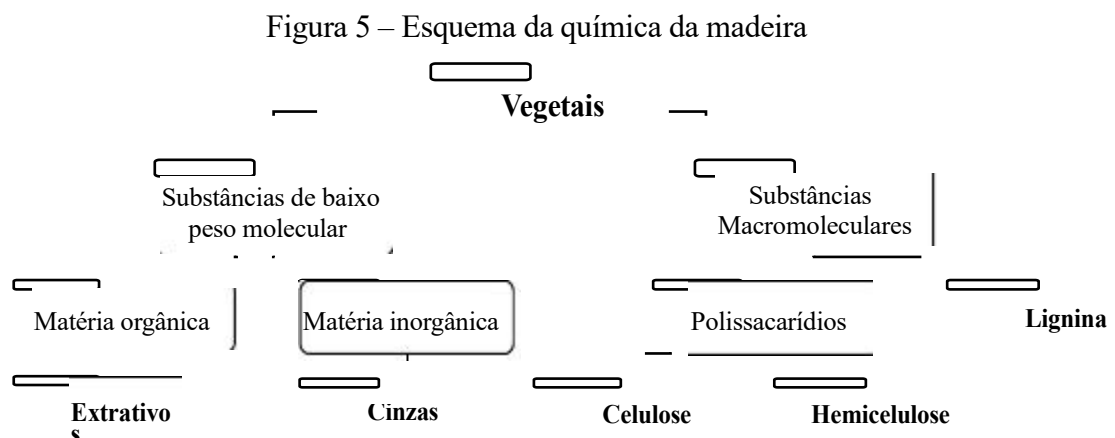 Figura 5 – Esquema da química da madeira
Vegetais
Substâncias de baixo
peso molecular
Substâncias
Macromoleculares
Matéria orgânica
Matéria inorgânica
Polissacarídios
Lignina
Extrativo
s
Cinzas
Celulose
Hemicelulose